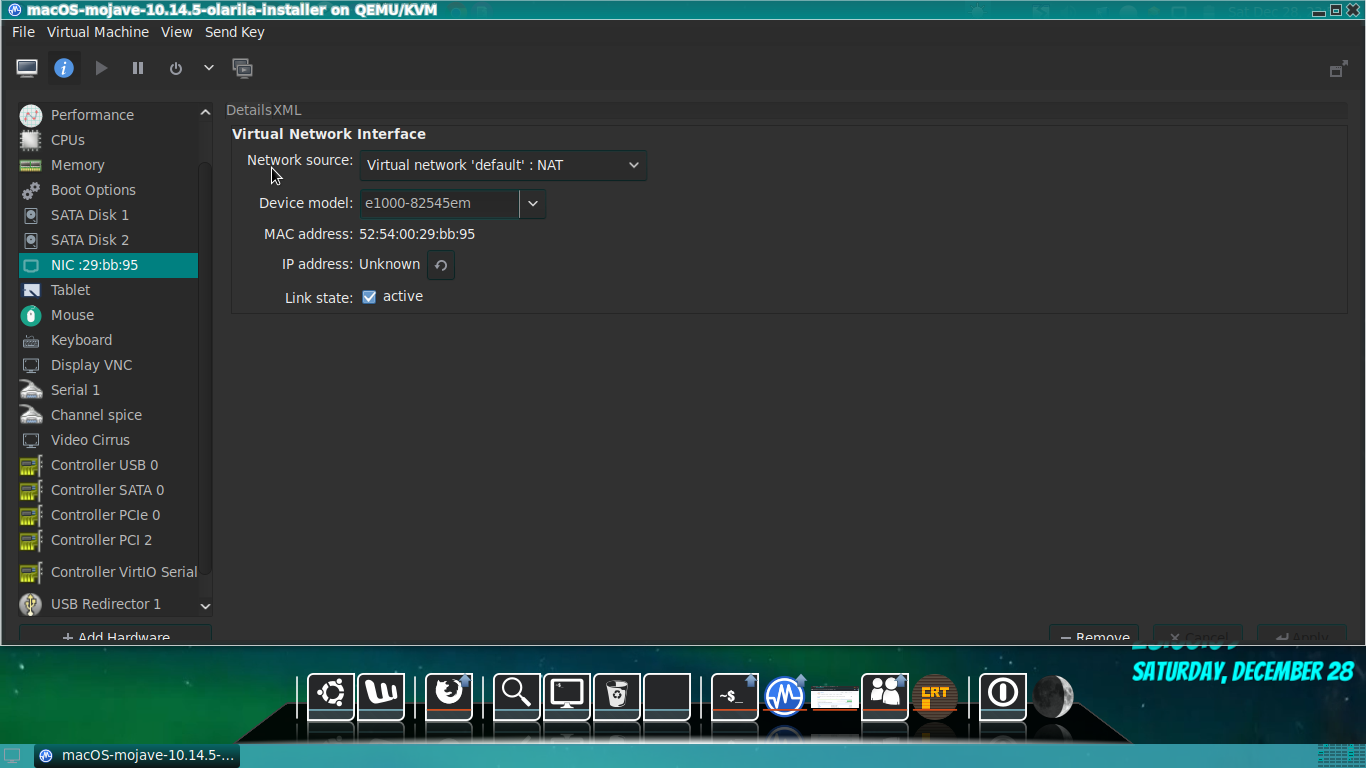 macOS-mojave-10.14.5-olarila-installer on QEMU/KVM
File Virtual Machine View Send Key
Performance
CPUs
Memory
Boot Options
SATA Disk 1
SATA Disk 2
NIC :29:bb:95
Tablet
Mouse
Keyboard
Display VNC
Serial 1
Channel spice
Video Cirrus
Controller USB 0
Controller SATA 0
Controller PCIe 0
Controller PCI 2
Controller VirtIO Serial
USB Redirector 1
Add Hardware
Details XML
Virtual Network Interface
Network source: Virtual network 'default' : NAT
Device model: e1000-82545em
MAC address: 52:54:00:29:bb:95
IP address: Unknown
Link state: active
Remove Cancel Apply
SATURDAY, DECEMBER 28
~$_
CRT
macOS-mojave-10.14.5-...